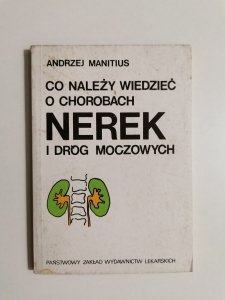 ANDRZEJ MANITIUS
CO NALEŻY WIEDZIEĆ
O CHOROBACH
NEREK
I DRÓG MOCZOWYCH
PAŃSTWOWY ZAKŁAD WYDAWNICTW LEKARSKICH